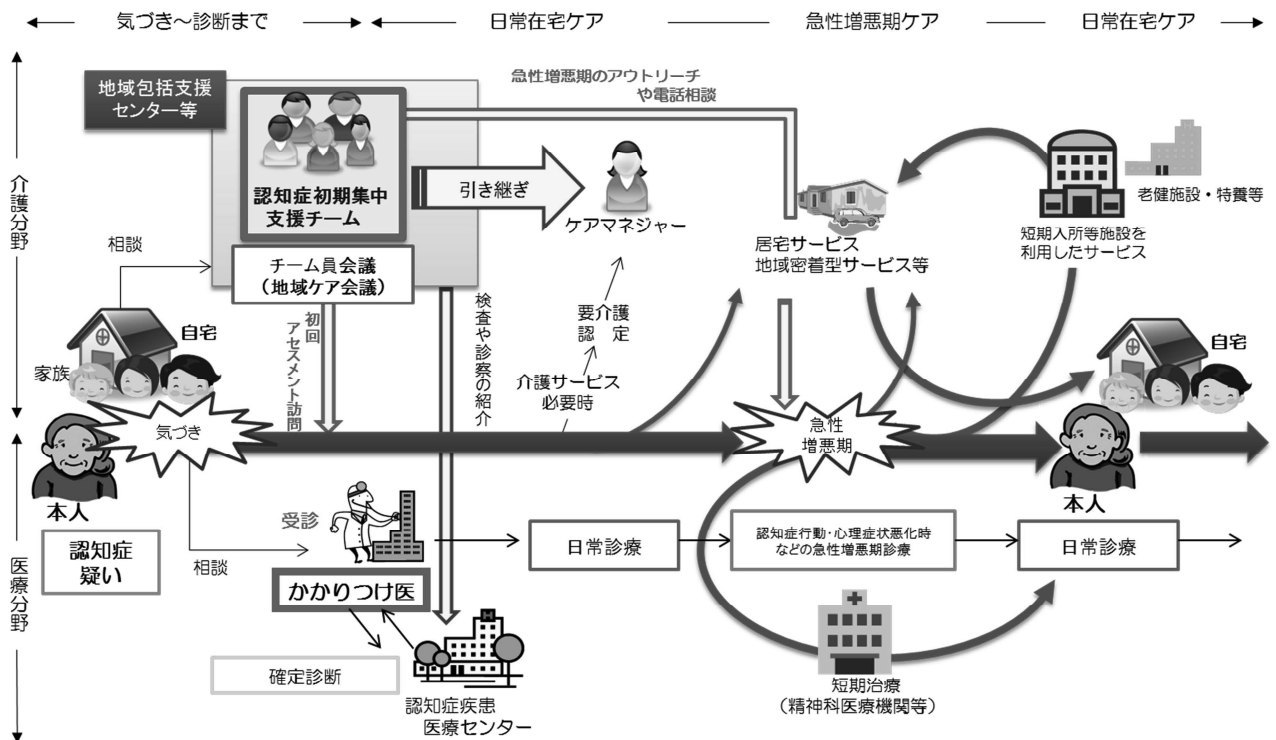 気づき～診断まで
日常在宅ケア
急性増悪期ケア
日常在宅ケア
介護分野
医療分野
地域包括支援
センター等
認知症初期集中
支援チーム
チーム員会議
（地域ケア会議）
急性増悪期のアウトリーチ
や電話相談
引き継ぎ
ケアマネジャー
居宅サービス
地域密着型サービス等
老健施設・特養等
短期入所等施設を
利用したサービス
相談
自宅
家族
初回
アセスメント訪問
検査や診察の紹介
要介護
認定
介護サービス
必要時
自宅
気づき
急性
増悪期
本人
本人
認知症
疑い
相談
受診
かかりつけ医
確定診断
認知症疾患
医療センター
日常診療
認知症行動・心理症状悪化時
などの急性増悪期診療
日常診療
短期治療
（精神科医療機関等）